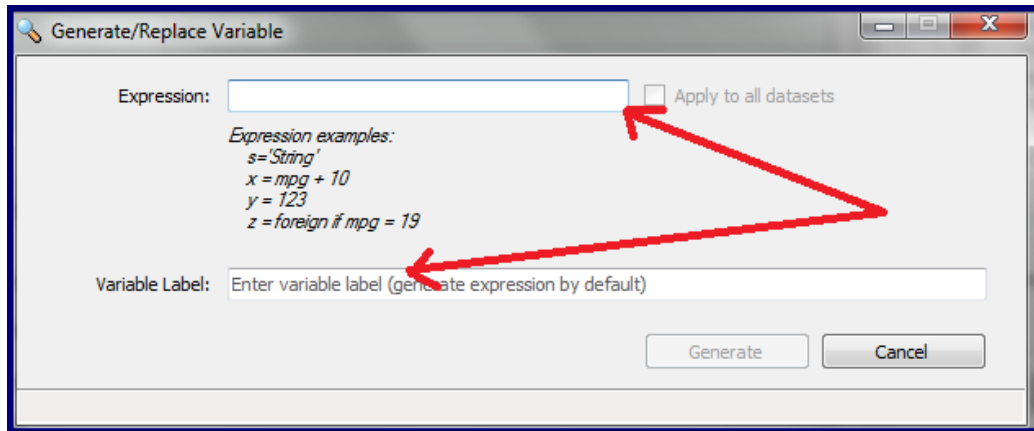 Generate/Replace Variable
Expression:
Apply to all datasets
Expression examples:
s='String'
x = mpg + 10
y = 123
z = foreign if mpg = 19
Variable Label: Enter variable label (generate expression by default)
Generate Cancel